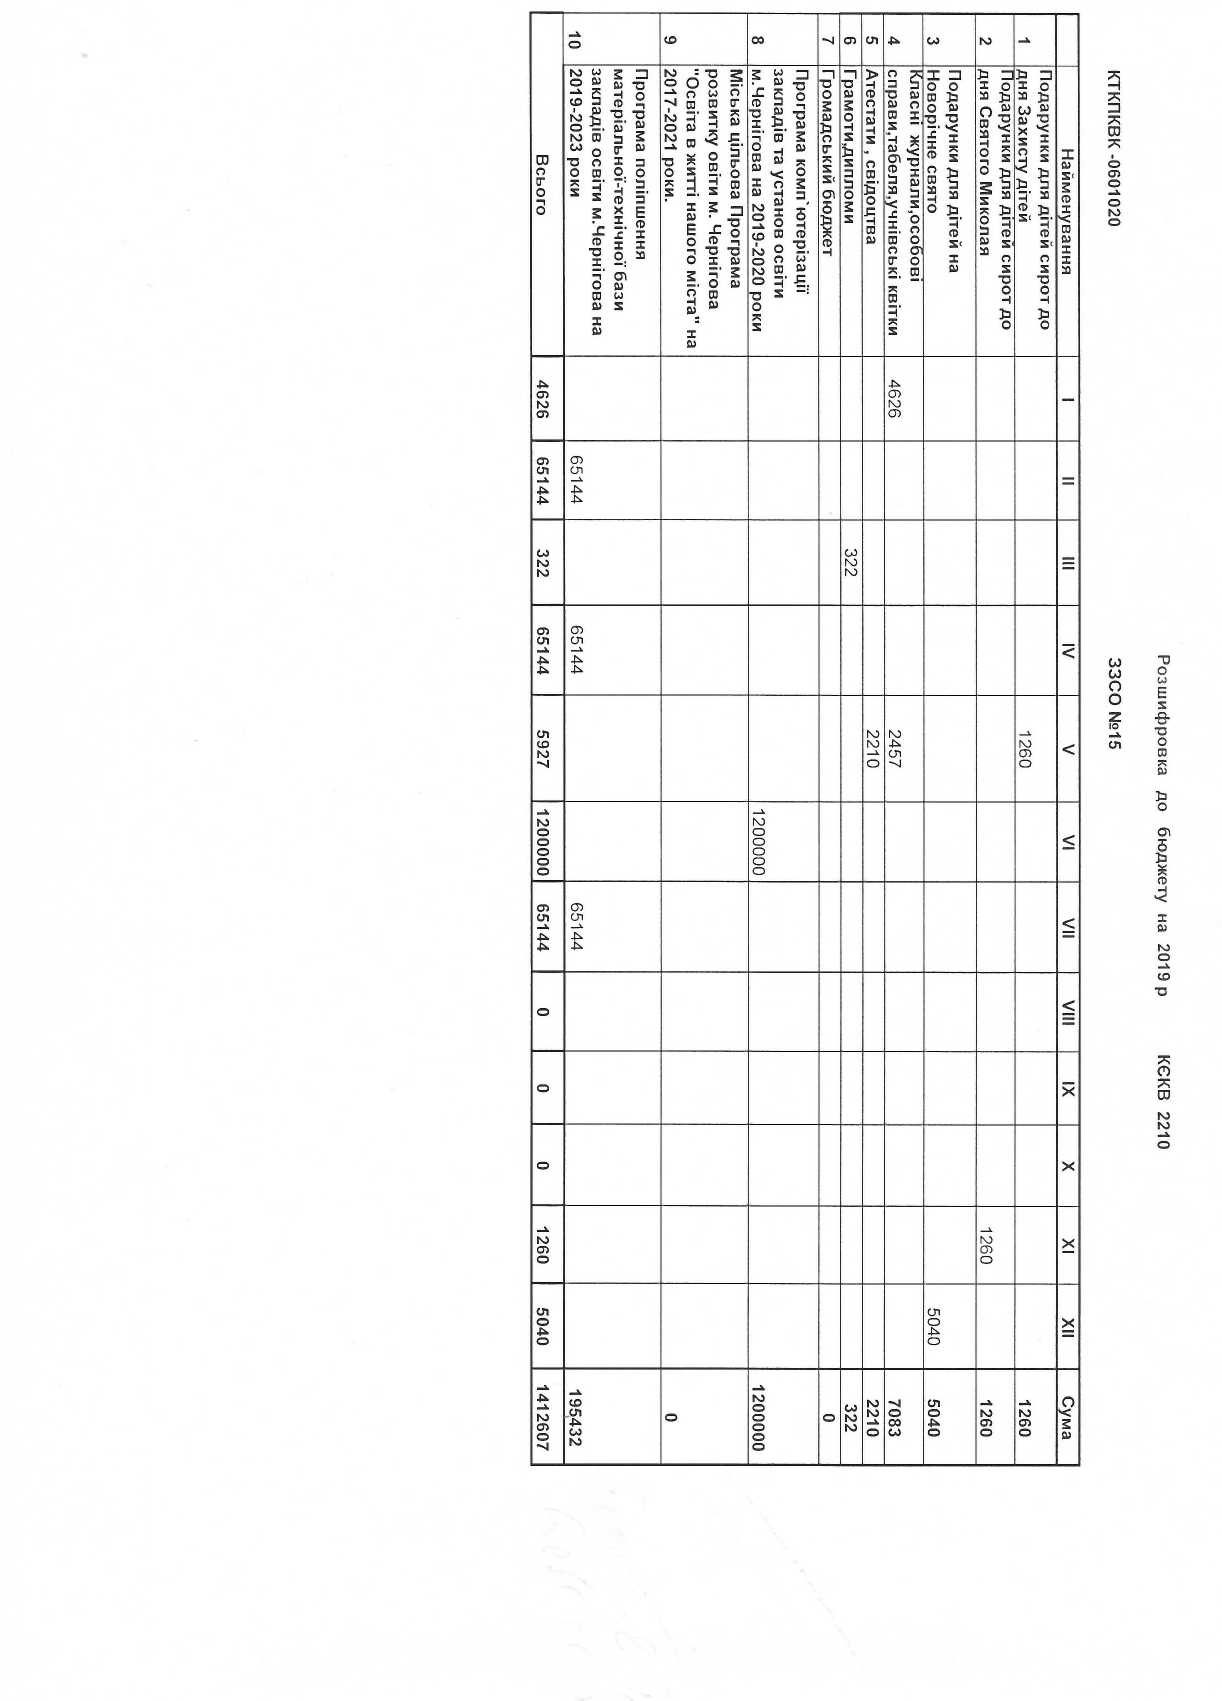 Розшифровка до бюджету на 2019 р КЄКВ 2210
КТКПКВК -0601020 ЗЗСО №15
Найменування I II III IV V VI VII VIII IX X XI XII Сума
1 Подарунки для дітей сирот до
дня Захисту дітей 1260 1260
2 Подарунки для дітей сирот до
дня Святого Миколая 1260 1260
3 Подарунки для дітей на
Новорічне свято 5040 5040
4 Класні журнали,особові
справи,табеля,учнівські квітки 4626 2457 7083
5 Атестати , свідоцтва 2210 2210
6 Грамоти,дипломи 322 322
7 Громадський бюджет 0
8 Програма комп`ютерізації
закладів та установ освіти
м.Чернігова на 2019-2020 роки 1200000 1200000
9 Міська цільова Програма
розвитку овіти м. Чернігова
"Освіта в житті нашого міста" на
2017-2021 роки. 0
10 Програма поліпшення
матеріальної-технічної бази
закладів освіти м.Чернігова на
2019-2023 роки 65144 65144 65144 195432
Всього 4626 65144 322 65144 5927 1200000 65144 0 0 0 1260 5040 1412607